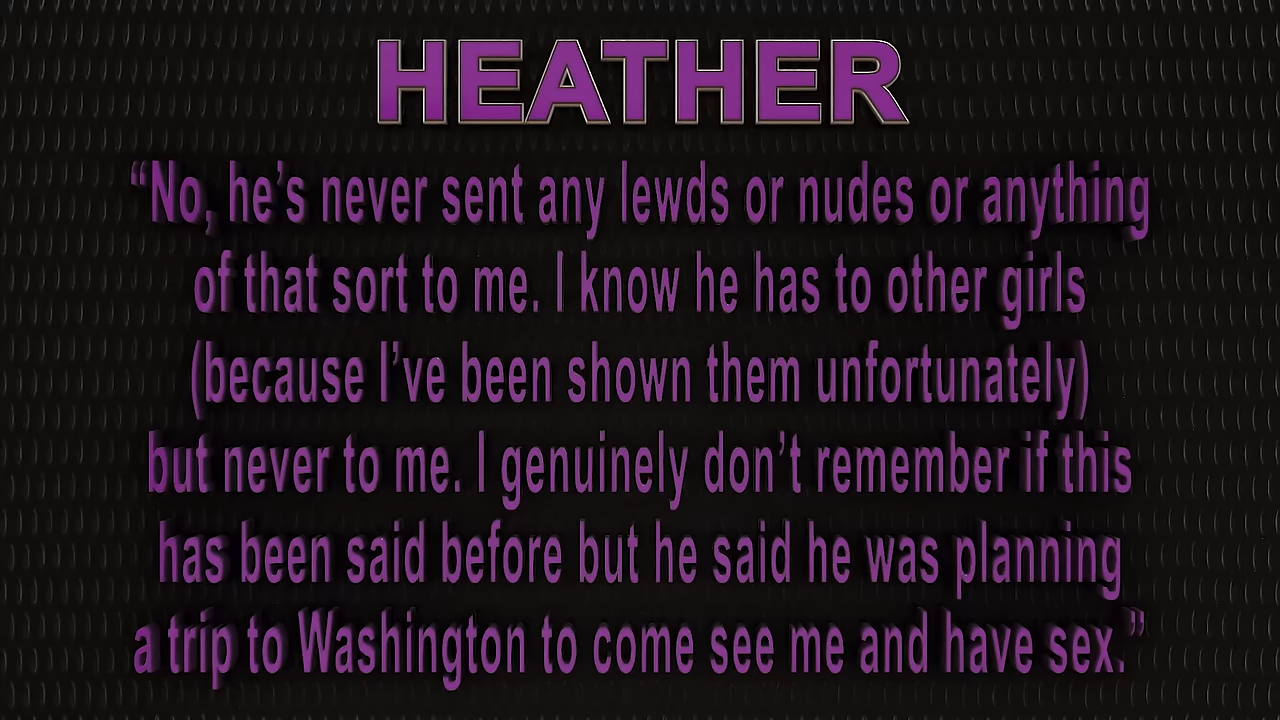 HEATHER
“No, he’s never sent any lewds or nudes or anything
of that sort to me. I know he has to other girls
(because I’ve been shown them unfortunately)
but never to me. I genuinely don’t remember if this
has been said before but he said he was planning
a trip to Washington to come see me and have sex.”